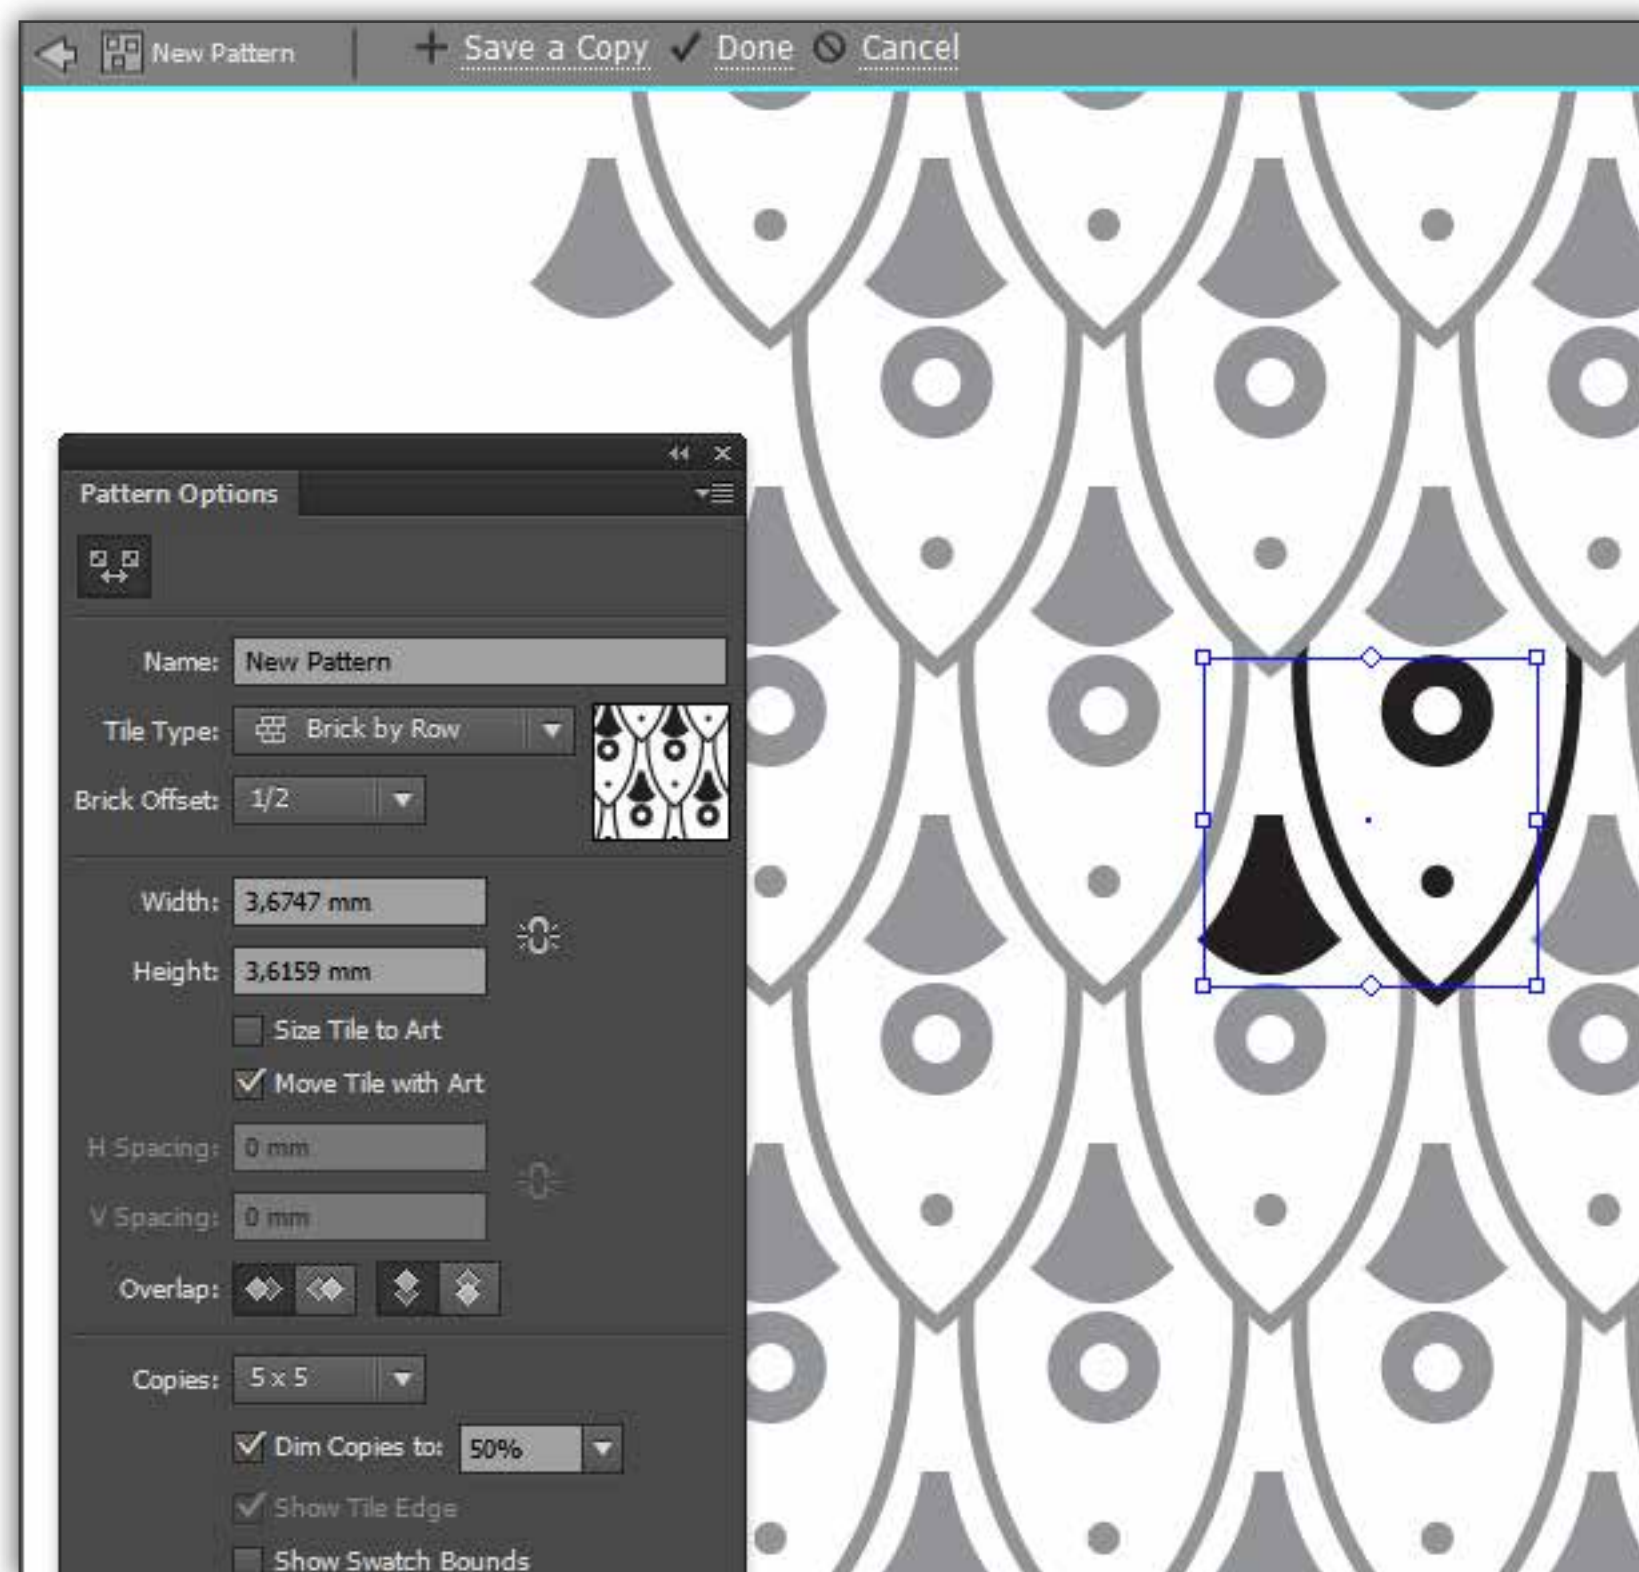 New Pattern
Save a Copy
Done
Cancel
Pattern Options
Name: New Pattern
Tile Type: Brick by Row
Brick Offset: 1/2
Width: 3,6747 mm
Height: 3,6159 mm
Size Tile to Art
Move Tile with Art
H Spacing: 0 mm
V Spacing: 0 mm
Overlap:
Copies: 5 x 5
Dim Copies to: 50%
Show Tile Edge
Show Swatch Bounds